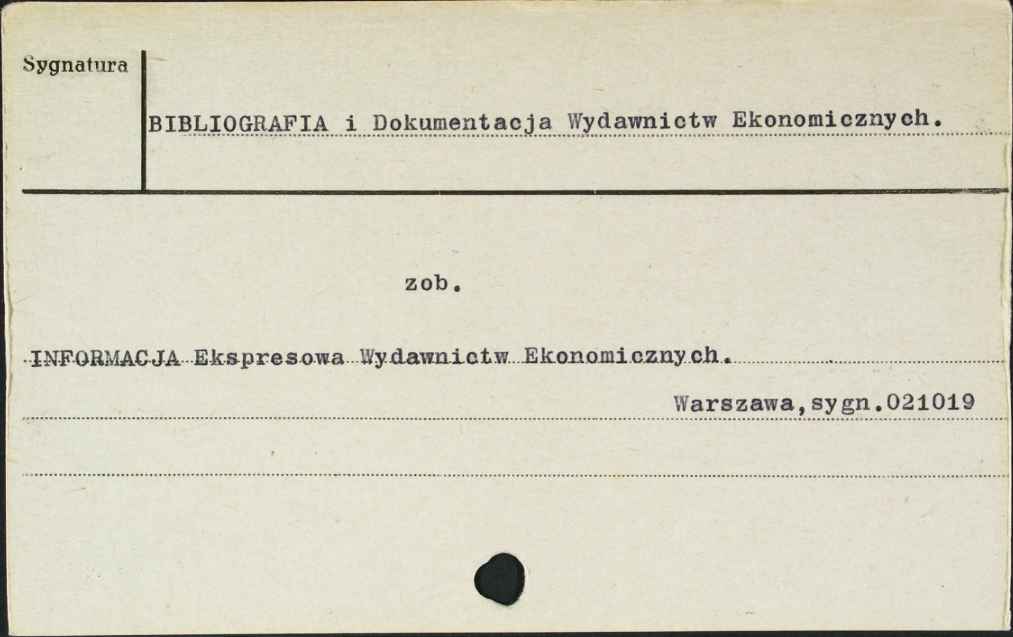 Sygnatura
BIBLIOGRAFIA i Dokumentacja Wydawnictw Ekonomicznych.
zob.
INFORMACJA Ekspresowa Wydawnictw Ekonomicznych.
Warszawa,sygn.021019